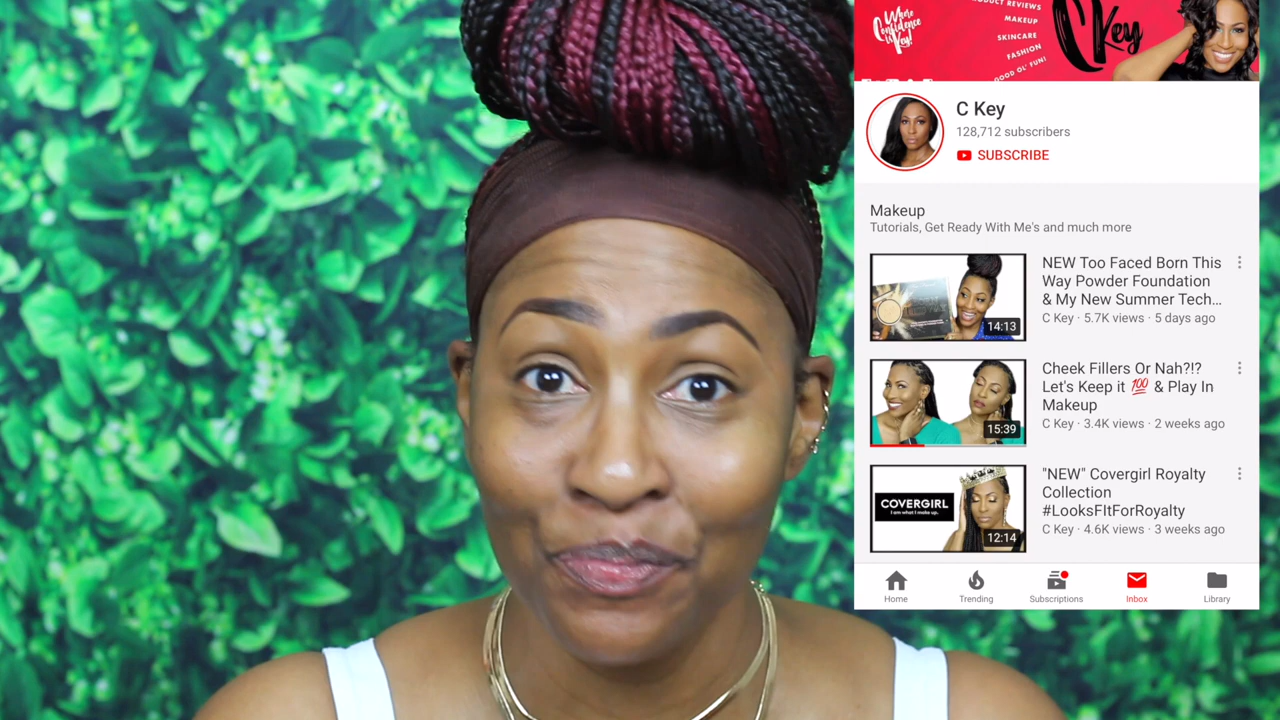 Where
Confidence
is
Key!
PRODUCT REVIEWS
MAKEUP
SKINCARE
FASHION
GOOD OL' FUN!
CKey
C Key
128,712 subscribers
SUBSCRIBE
Makeup
Tutorials, Get Ready With Me's and much more
NEW Too Faced Born This
Way Powder Foundation
& My New Summer Tech...
C Key · 5.7K views · 5 days ago
14:13
Cheek Fillers Or Nah?!?
Let's Keep it 💯 & Play In
Makeup
C Key · 3.4K views · 2 weeks ago
15:39
"NEW" Covergirl Royalty
Collection
#LooksFItForRoyalty
C Key · 4.6K views · 3 weeks ago
COVERGIRL
I am what I make up.
12:14
Home
Trending
Subscriptions
Inbox
Library